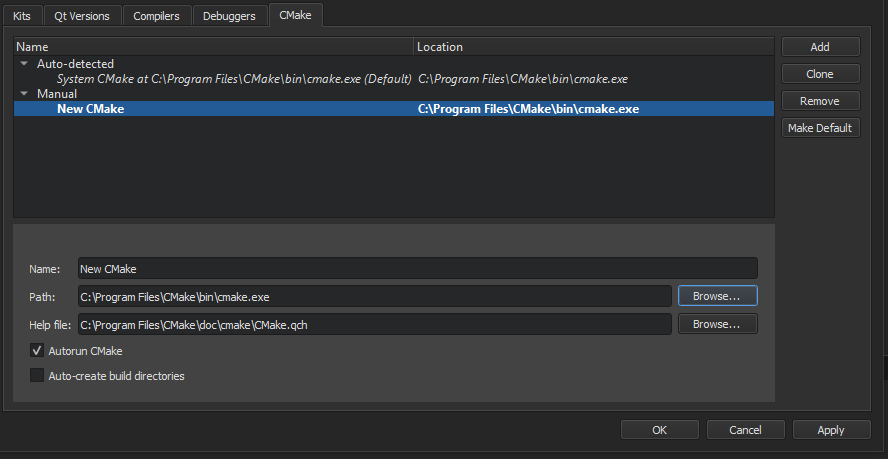 Kits Qt Versions Compilers Debuggers CMake
Name Location Add
Auto-detected
System CMake at C:\Program Files\CMake\bin\cmake.exe (Default) C:\Program Files\CMake\bin\cmake.exe Clone
Manual Remove
New CMake C:\Program Files\CMake\bin\cmake.exe
Make Default
Name: New CMake
Path: C:\Program Files\CMake\bin\cmake.exe Browse...
Help file: C:\Program Files\CMake\doc\cmake\CMake.qch Browse...
Autorun CMake
Auto-create build directories
OK Cancel Apply